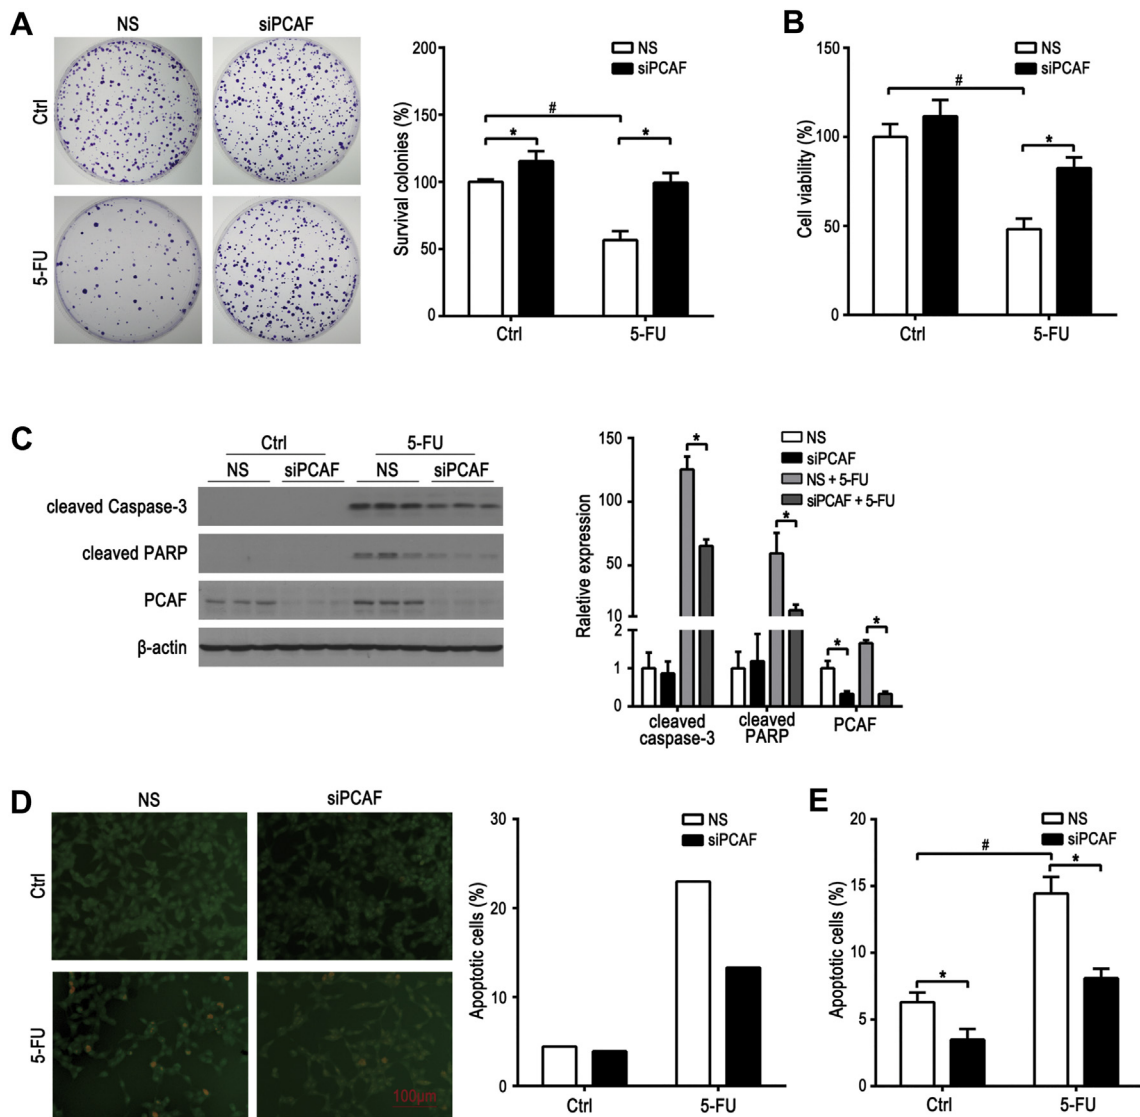 A
NS
siPCAF
Ctrl
5-FU
Survival colonies (%)
200
150
100
50
0
NS
siPCAF
#
*
*
Ctrl
5-FU
B
Cell viability (%)
150
100
50
0
NS
siPCAF
#
*
Ctrl
5-FU
C
Ctrl
5-FU
NS
siPCAF
NS
siPCAF
cleaved Caspase-3
cleaved PARP
PCAF
β-actin
Raletive expression
150
100
50
10
2
1
0
NS
siPCAF
NS + 5-FU
siPCAF + 5-FU
*
*
*
*
cleaved
caspase-3
cleaved
PARP
PCAF
D
NS
siPCAF
Ctrl
5-FU
100μm
Apoptotic cells (%)
30
20
10
0
NS
siPCAF
Ctrl
5-FU
E
Apoptotic cells (%)
20
15
10
5
0
NS
siPCAF
#
*
*
Ctrl
5-FU